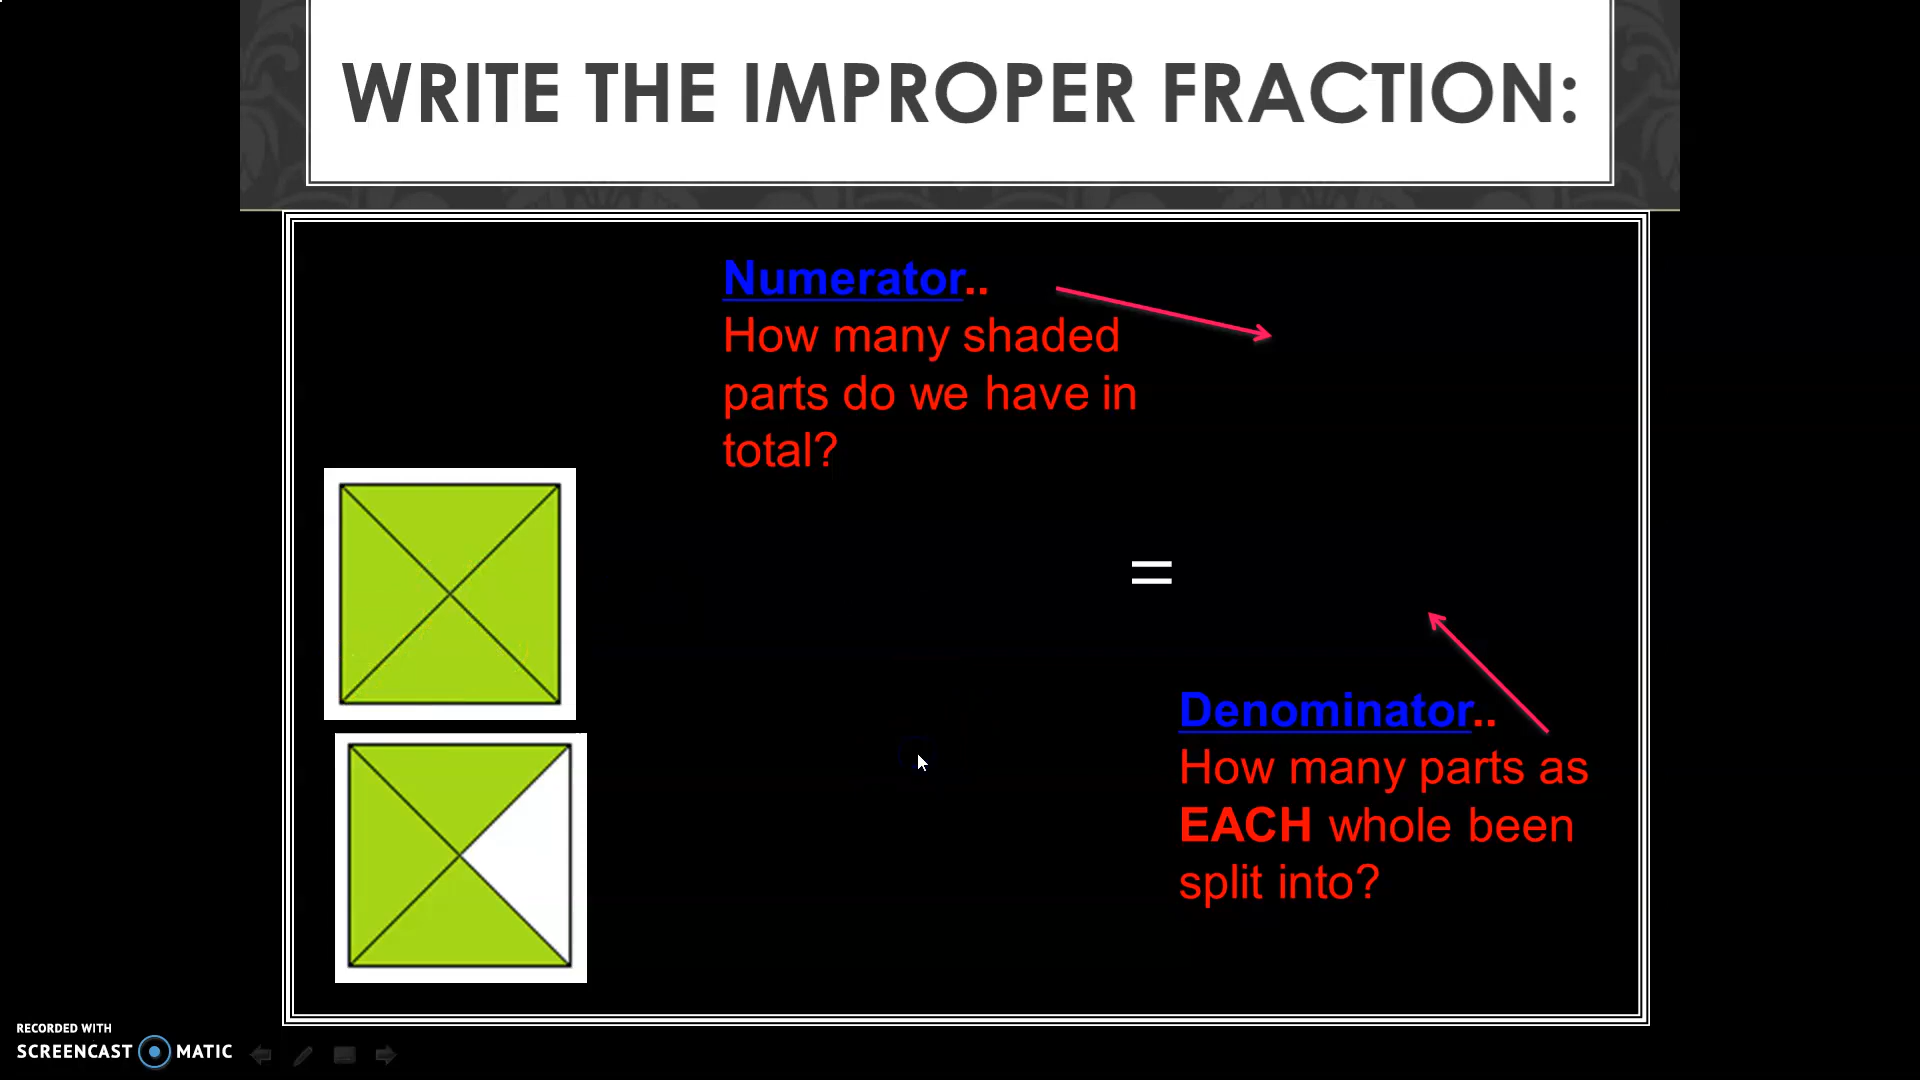 WRITE THE IMPROPER FRACTION:
Numerator..
How many shaded
parts do we have in
total?
=
Denominator..
How many parts as
EACH whole been
split into?
RECORDED WITH
SCREENCAST MATIC